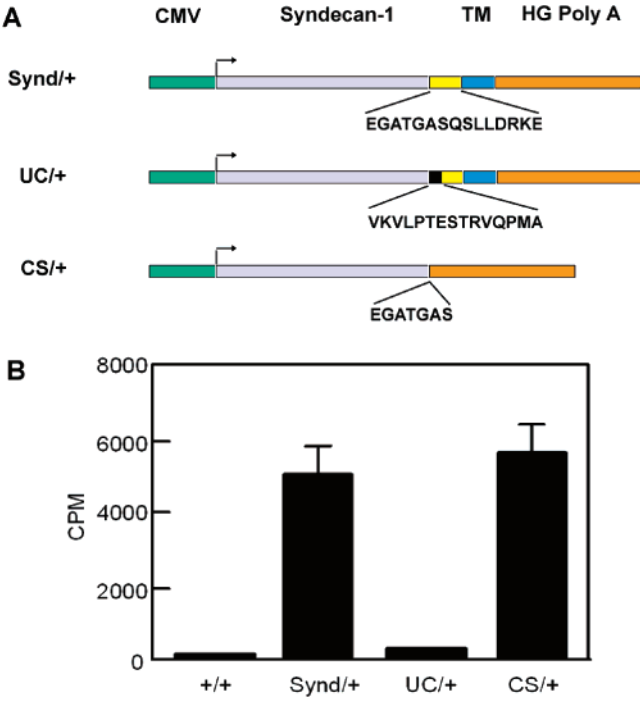 A
CMV Syndecan-1 TM HG Poly A
Synd/+
EGATGASQSLLDRKE
UC/+
VKVLPTESTRVQPMA
CS/+
EGATGAS
B
8000
6000
4000
2000
0
CPM
+/+ Synd/+ UC/+ CS/+